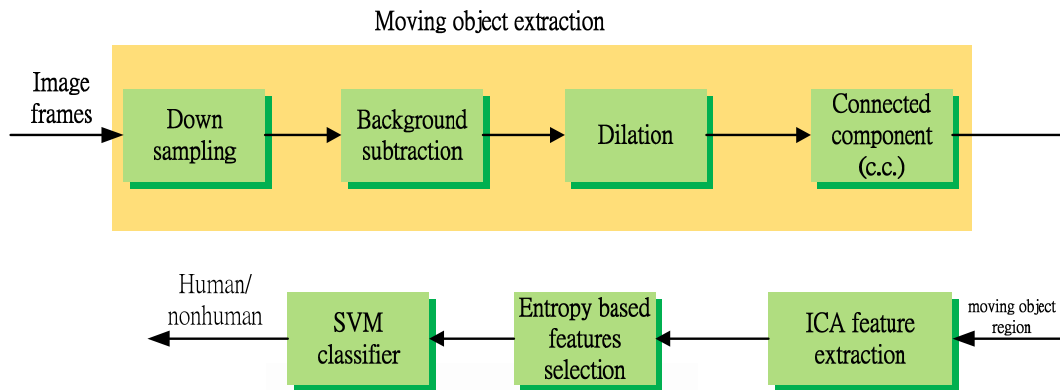 Moving object extraction
Image
frames
Down
sampling
Background
subtraction
Dilation
Connected
component
(c.c.)
moving object
region
ICA feature
extraction
Entropy based
features
selection
SVM
classifier
Human/
nonhuman